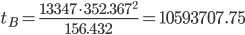 t_B = \frac{13347 \cdot 352.367^2}{156.432} = 10593707.75